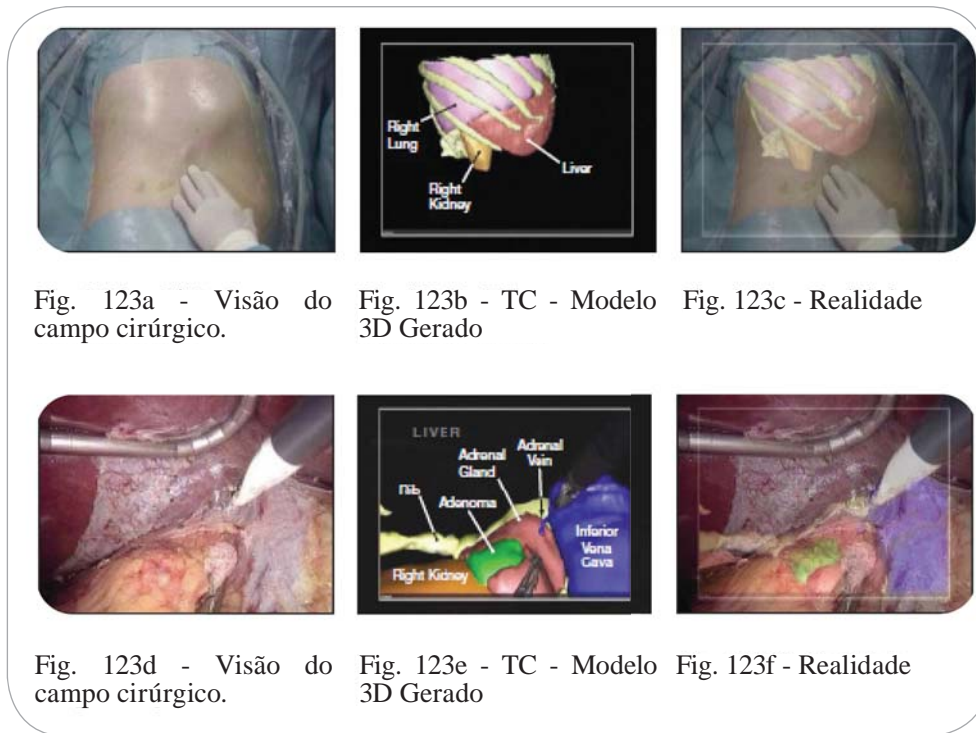 Right
Lung
Right
Kidney
Liver
Fig. 123a - Visão do
campo cirúrgico.
Fig. 123b - TC - Modelo
3D Gerado
Fig. 123c - Realidade
LIVER
Adrenal
Gland
Adrenal
Vein
Rib
Adenoma
Right Kidney
Inferior
Vena
Cava
Fig. 123d - Visão do
campo cirúrgico.
Fig. 123e - TC - Modelo
3D Gerado
Fig. 123f - Realidade